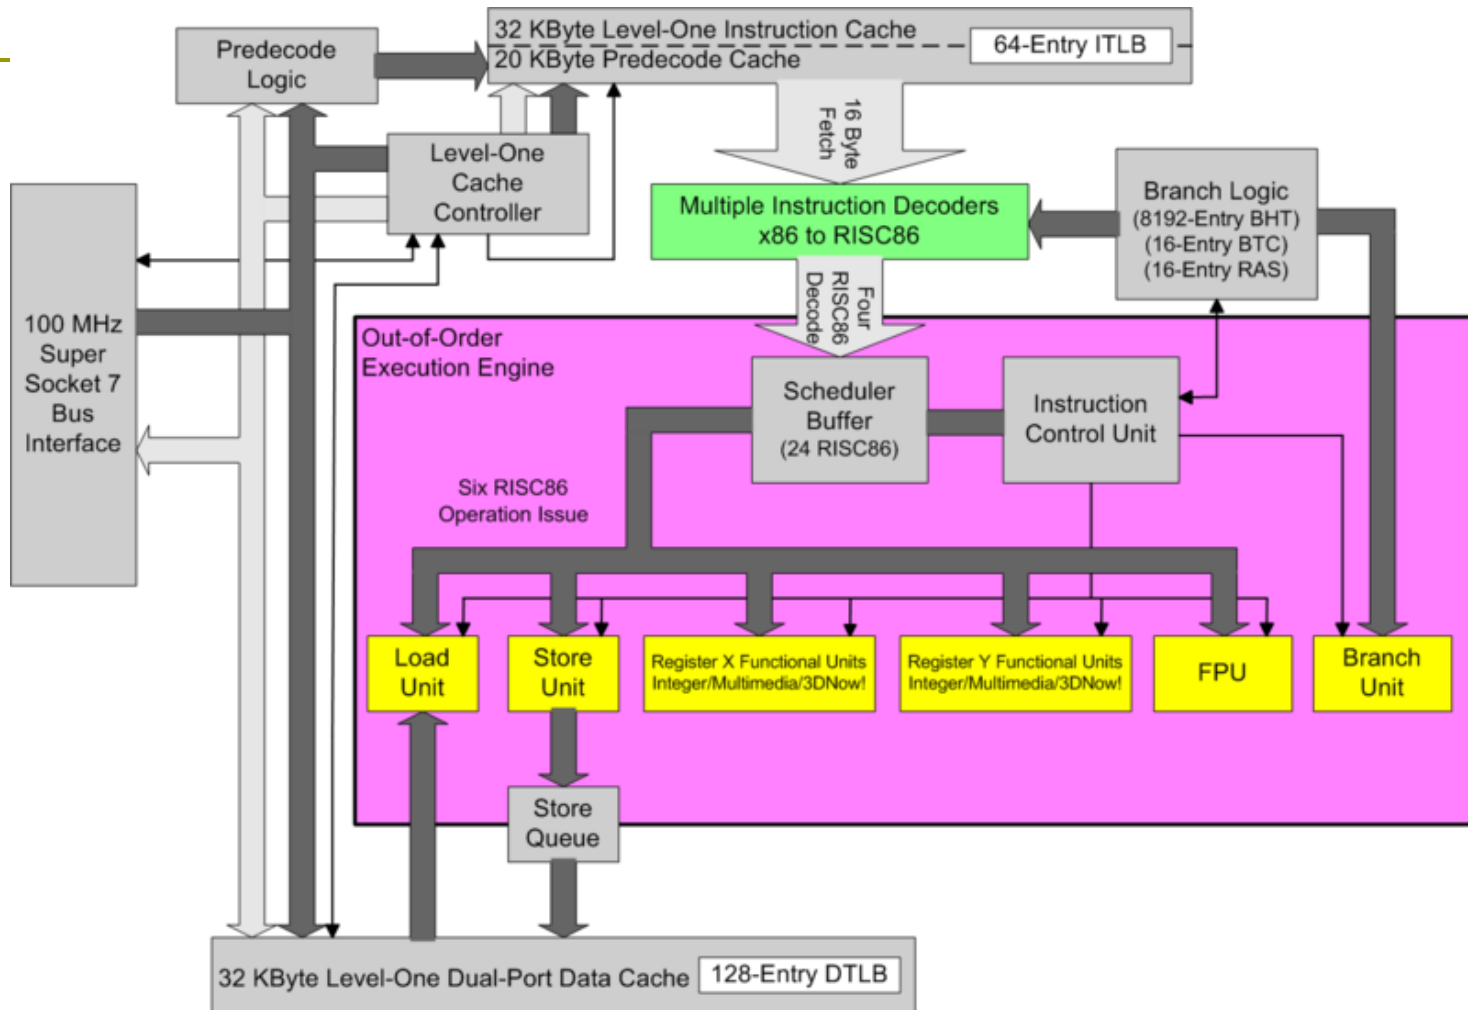 32 KByte Level-One Instruction Cache
64-Entry ITLB
20 KByte Predecode Cache
Predecode
Logic
16 Byte
Fetch
Level-One
Cache
Controller
Multiple Instruction Decoders
x86 to RISC86
Branch Logic
(8192-Entry BHT)
(16-Entry BTC)
(16-Entry RAS)
Four
RISC86
Decode
100 MHz
Super
Socket 7
Bus
Interface
Out-of-Order
Execution Engine
Scheduler
Buffer
(24 RISC86)
Instruction
Control Unit
Six RISC86
Operation Issue
Load
Unit
Store
Unit
Register X Functional Units
Integer/Multimedia/3DNow!
Register Y Functional Units
Integer/Multimedia/3DNow!
FPU
Branch
Unit
Store
Queue
32 KByte Level-One Dual-Port Data Cache
128-Entry DTLB